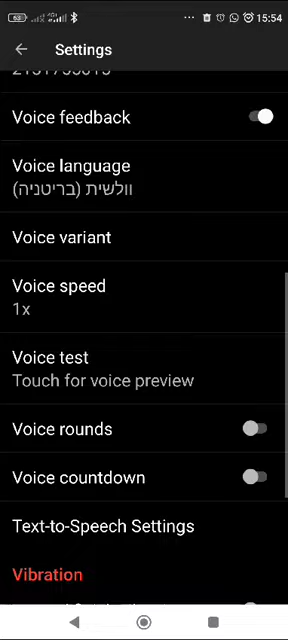 53 15:54
Settings
Voice feedback
Voice language
וולשית (בריטניה)
Voice variant
Voice speed
1x
Voice test
Touch for voice preview
Voice rounds
Voice countdown
Text-to-Speech Settings
Vibration